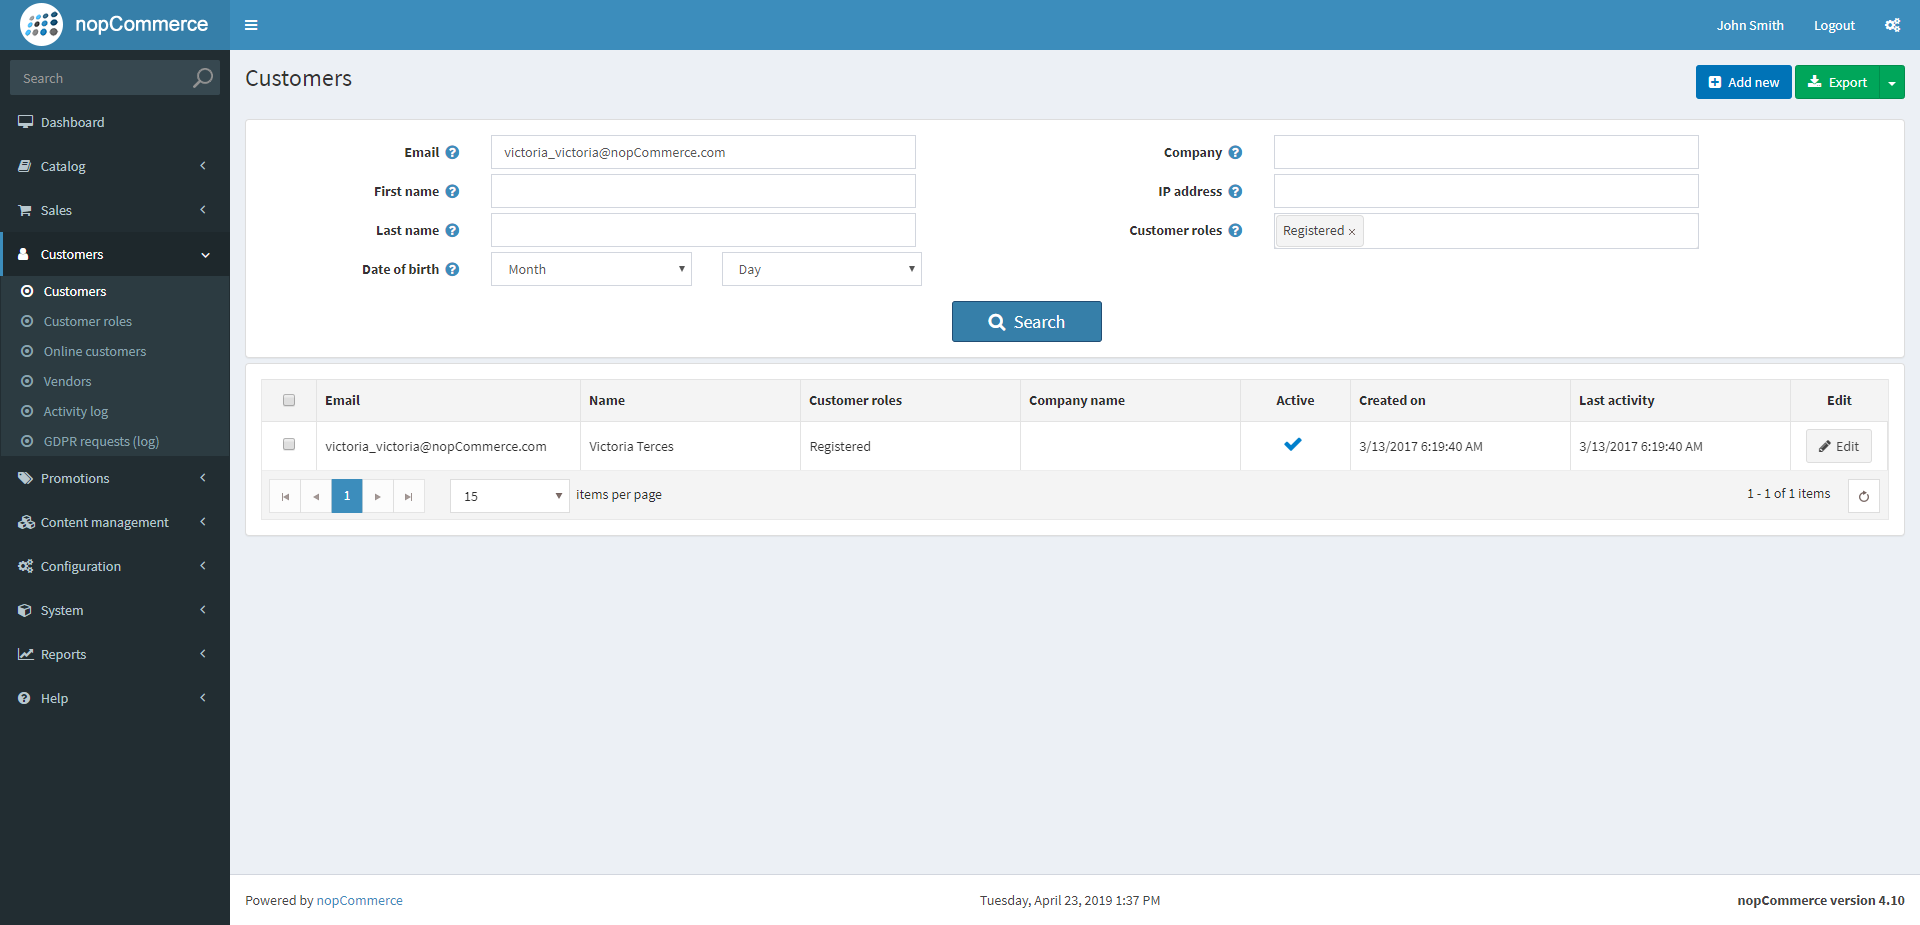 nopCommerce
John Smith
Logout
Search
Dashboard
Catalog
Sales
Customers
Customers
Customer roles
Online customers
Vendors
Activity log
GDPR requests (log)
Promotions
Content management
Configuration
System
Reports
Help
Customers
Add new
Export
Email
victoria_victoria@nopCommerce.com
Company
First name
IP address
Last name
Customer roles
Registered ×
Date of birth
Month
Day
Search
Email Name Customer roles Company name Active Created on Last activity Edit
victoria_victoria@nopCommerce.com Victoria Terces Registered 3/13/2017 6:19:40 AM 3/13/2017 6:19:40 AM Edit
1
15
items per page
1 - 1 of 1 items
Powered by nopCommerce
Tuesday, April 23, 2019 1:37 PM
nopCommerce version 4.10